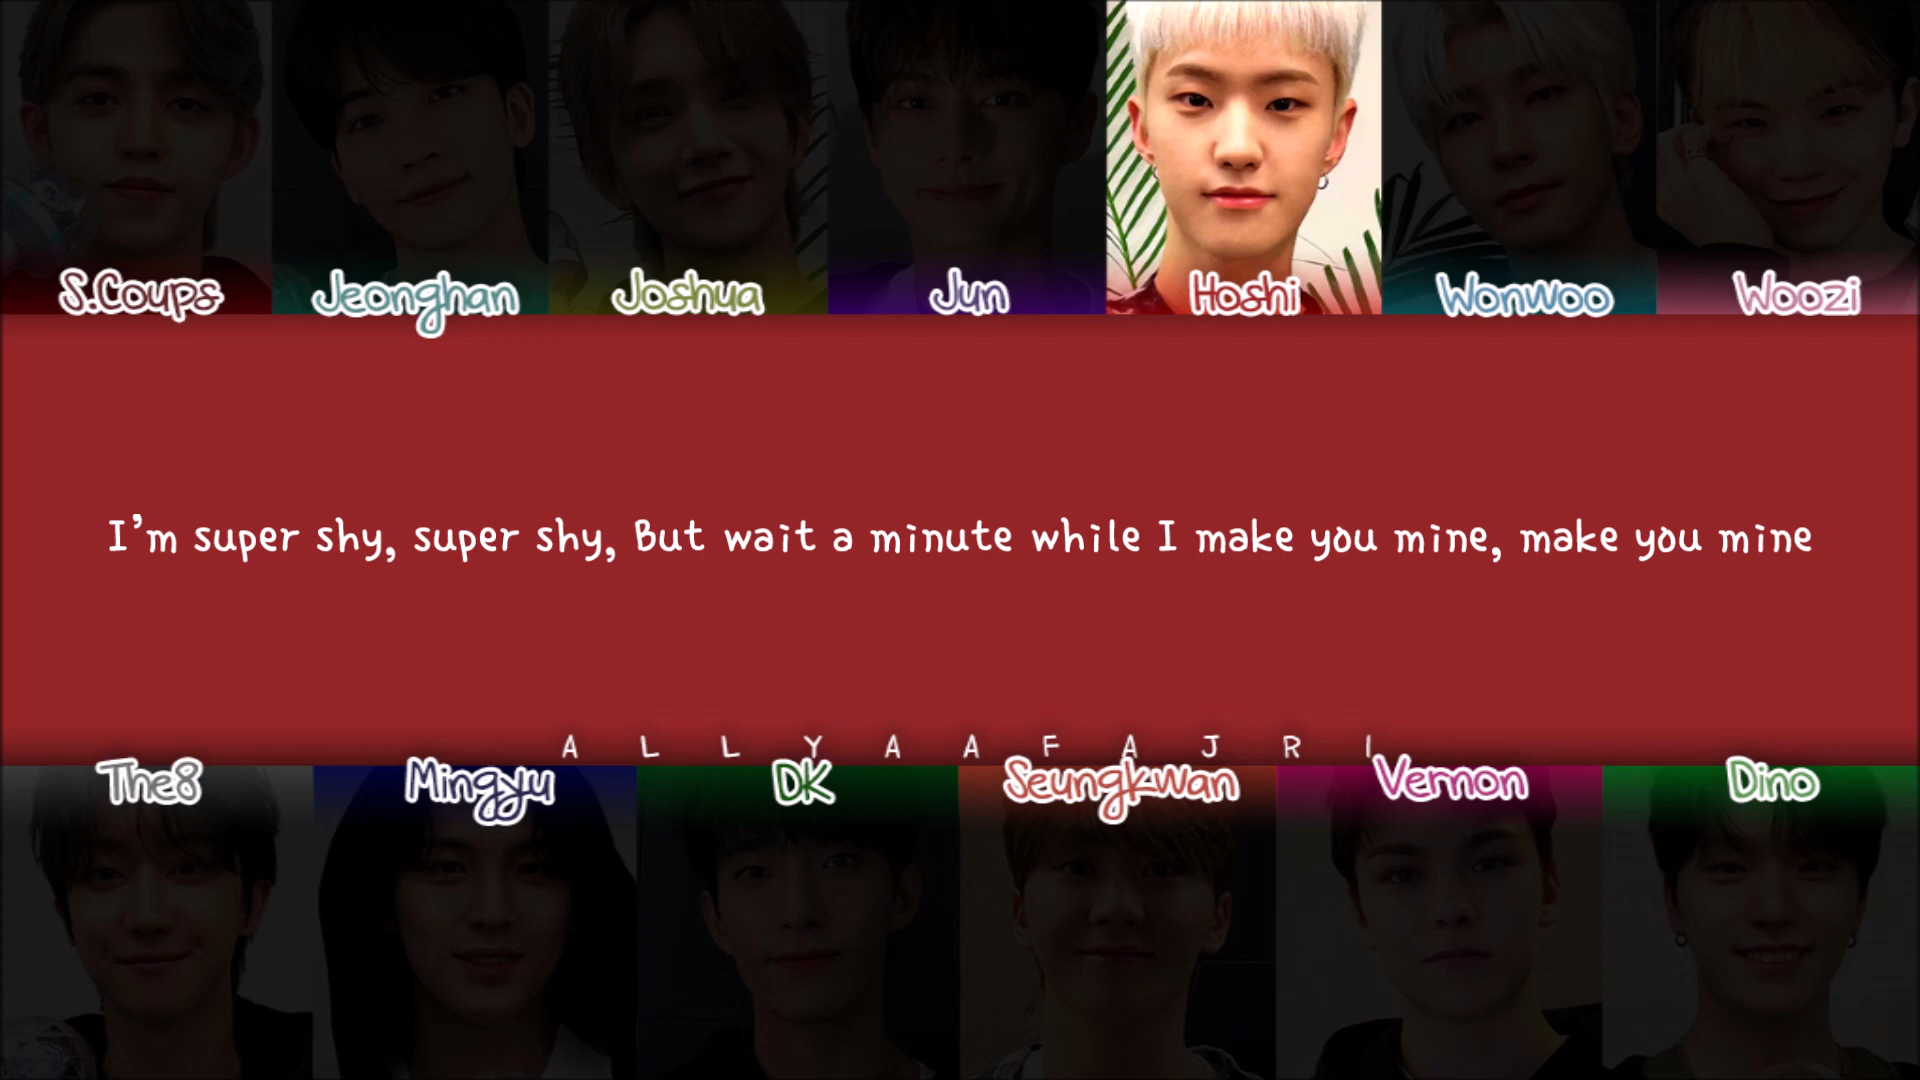 S.Coups Jeonghan Joshua Jun Hoshi Wonwoo Woozi
I'm super shy, super shy, But wait a minute while I make you mine, make you mine
A L L Y A A F A J R I
The8 Mingyu DK Seungkwan Vernon Dino